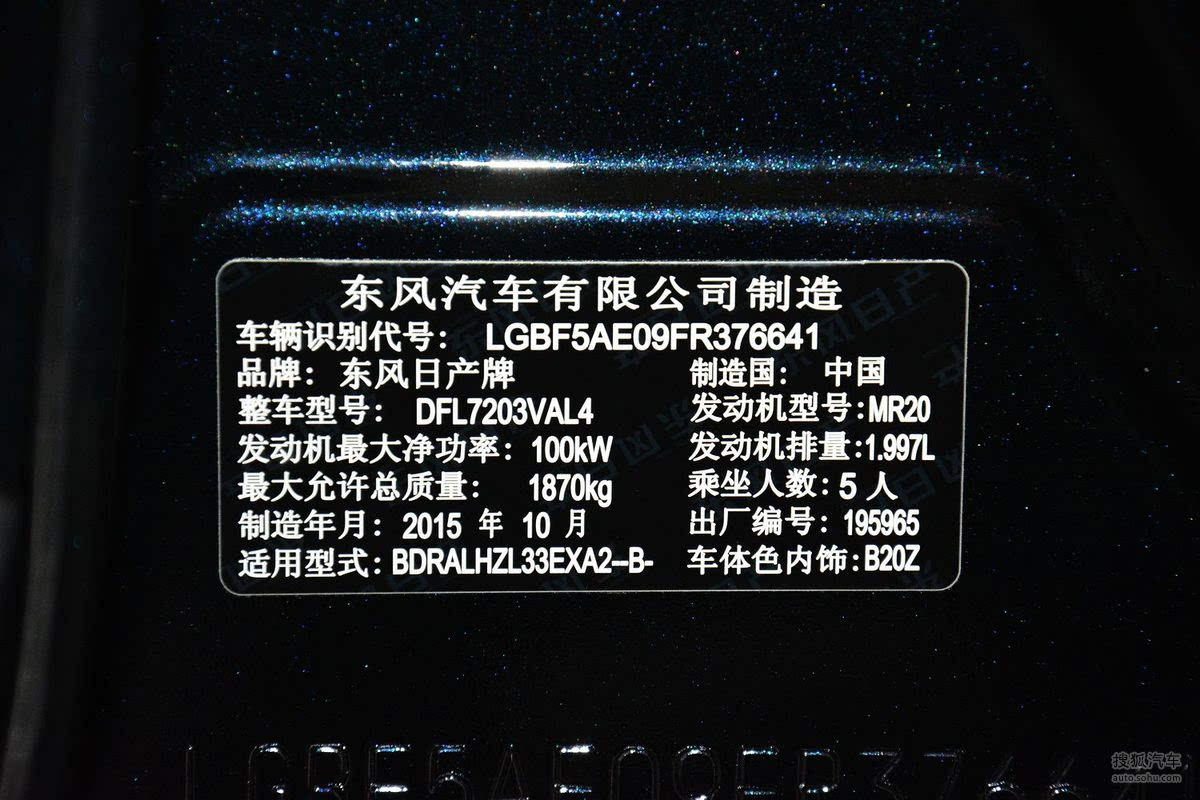 东风汽车有限公司制造
车辆识别代号： LGBF5AE09FR376641
品牌： 东风日产牌 制造国： 中国
整车型号： DFL7203VAL4 发动机型号：MR20
发动机最大净功率： 100kW 发动机排量：1.997L
最大允许总质量： 1870kg 乘坐人数：5 人
制造年月： 2015 年 10 月 出厂编号： 195965
适用型式：BDRALHZL33EXA2--B- 车体色内饰：B20Z
LGBF5AE09FR376641
搜狐汽车
auto.sohu.com